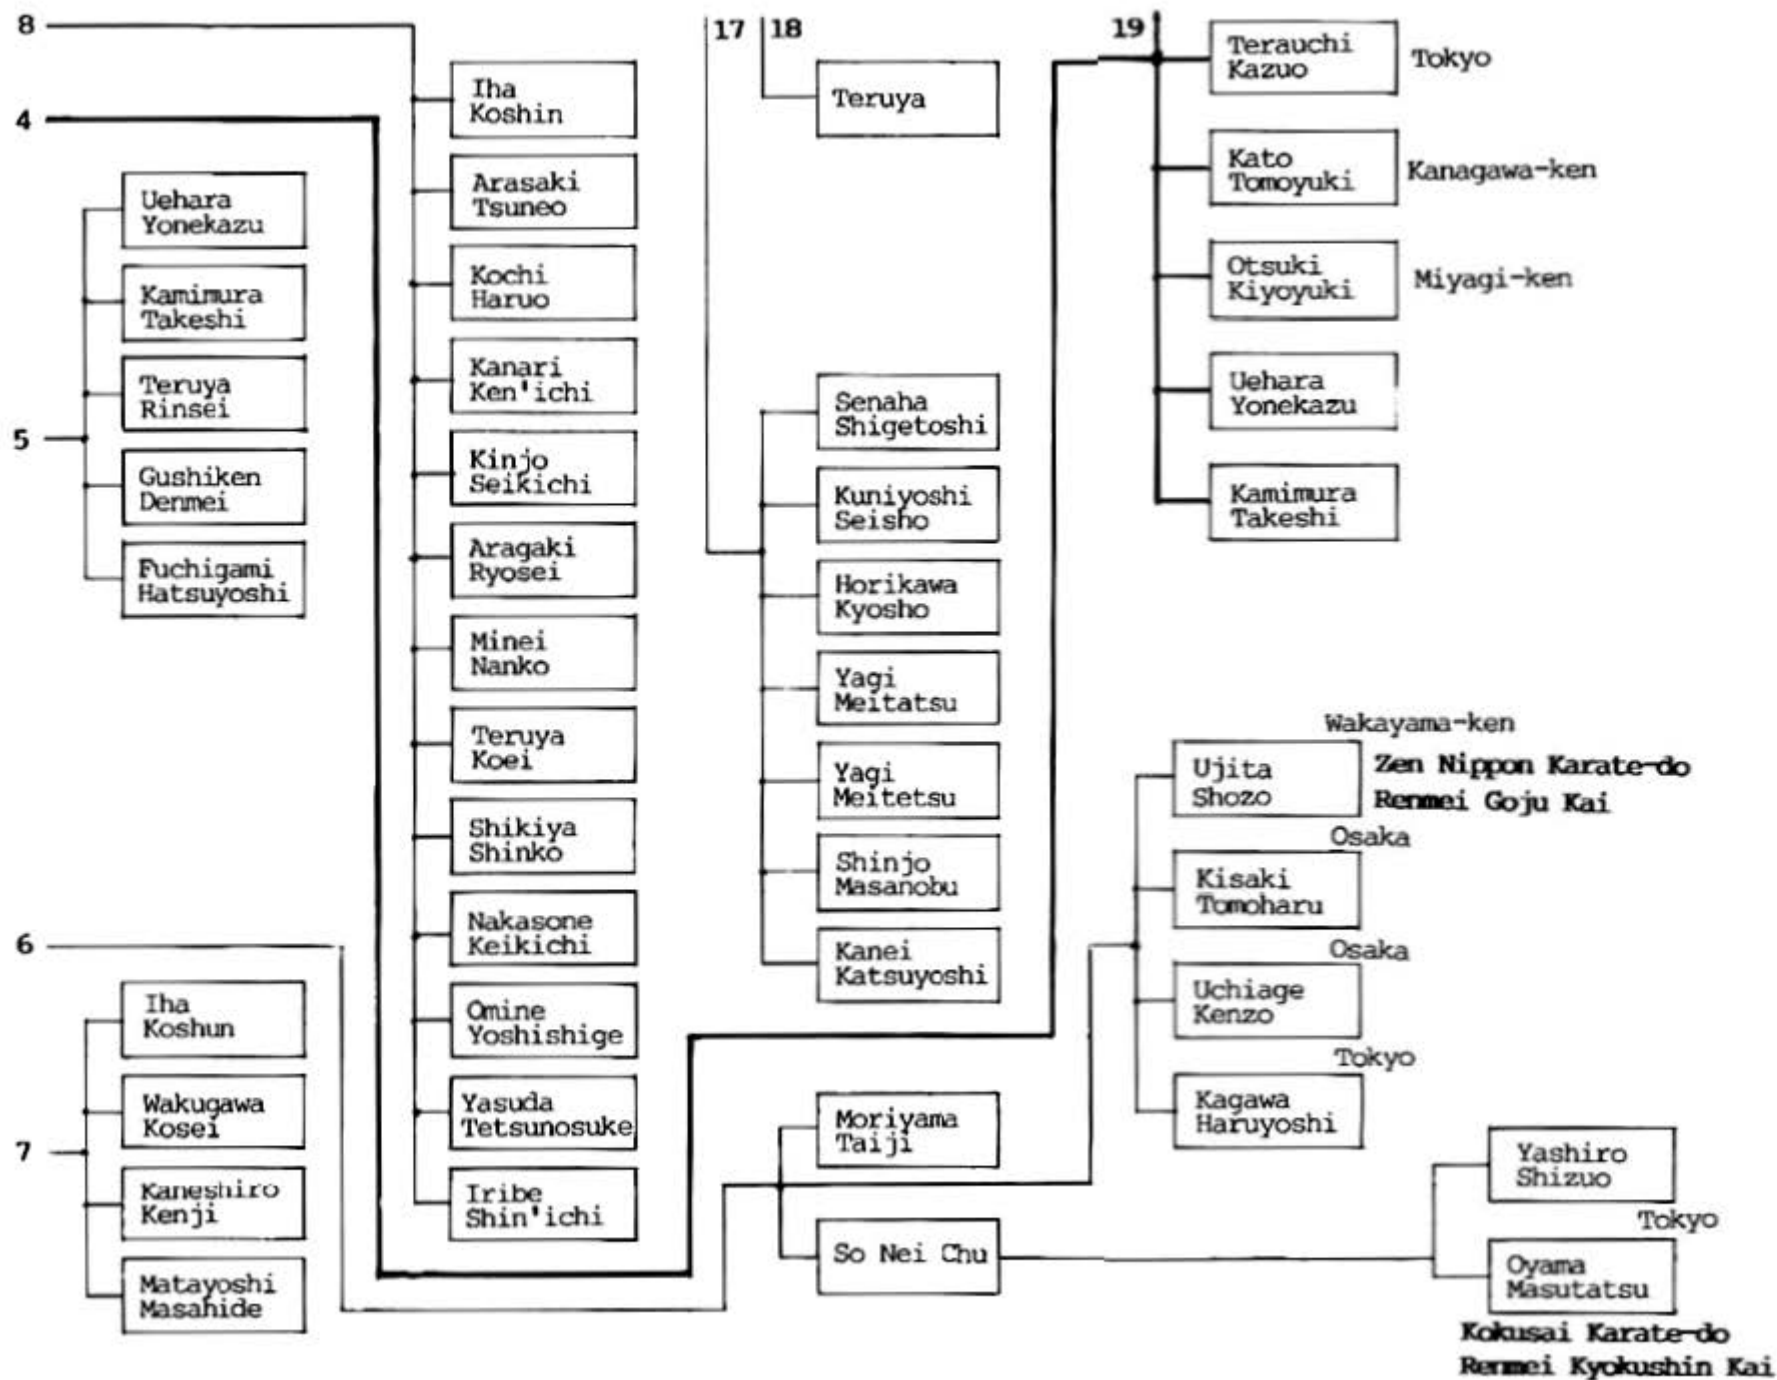 8
4
Uehara
Yonekazu
Kamimura
Takeshi
Teruya
Rinsei
5
Gushiken
Denmei
Fuchigami
Hatsuyoshi
6
Iha
Koshun
Wakugawa
Kosei
7
Kaneshiro
Kenji
Matayoshi
Masahide
Iha
Koshin
Arasaki
Tsuneo
Kochi
Haruo
Kanari
Ken'ichi
Kinjo
Seikichi
Aragaki
Ryosei
Minei
Nanko
Teruya
Koei
Shikiya
Shinko
Nakasone
Keikichi
Omine
Yoshishige
Yasuda
Tetsunosuke
Iribe
Shin'ichi
17
18
Teruya
Senaha
Shigetoshi
Kuniyoshi
Seisho
Horikawa
Kyosho
Yagi
Meitatsu
Yagi
Meitetsu
Shinjo
Masanobu
Kanei
Katsuyoshi
Moriyama
Taiji
So Nei Chu
19
Terauchi
Kazuo
Tokyo
Kato
Tomoyuki
Kanagawa-ken
Otsuki
Kiyoyuki
Miyagi-ken
Uehara
Yonekazu
Kamimura
Takeshi
Wakayama-ken
Ujita
Shozo
Zen Nippon Karate-do
Renmei Goju Kai
Osaka
Kisaki
Tomoharu
Osaka
Uchiage
Kenzo
Tokyo
Kagawa
Haruyoshi
Yashiro
Shizuo
Tokyo
Oyama
Masutatsu
Kokusai Karate-do
Renmei Kyokushin Kai